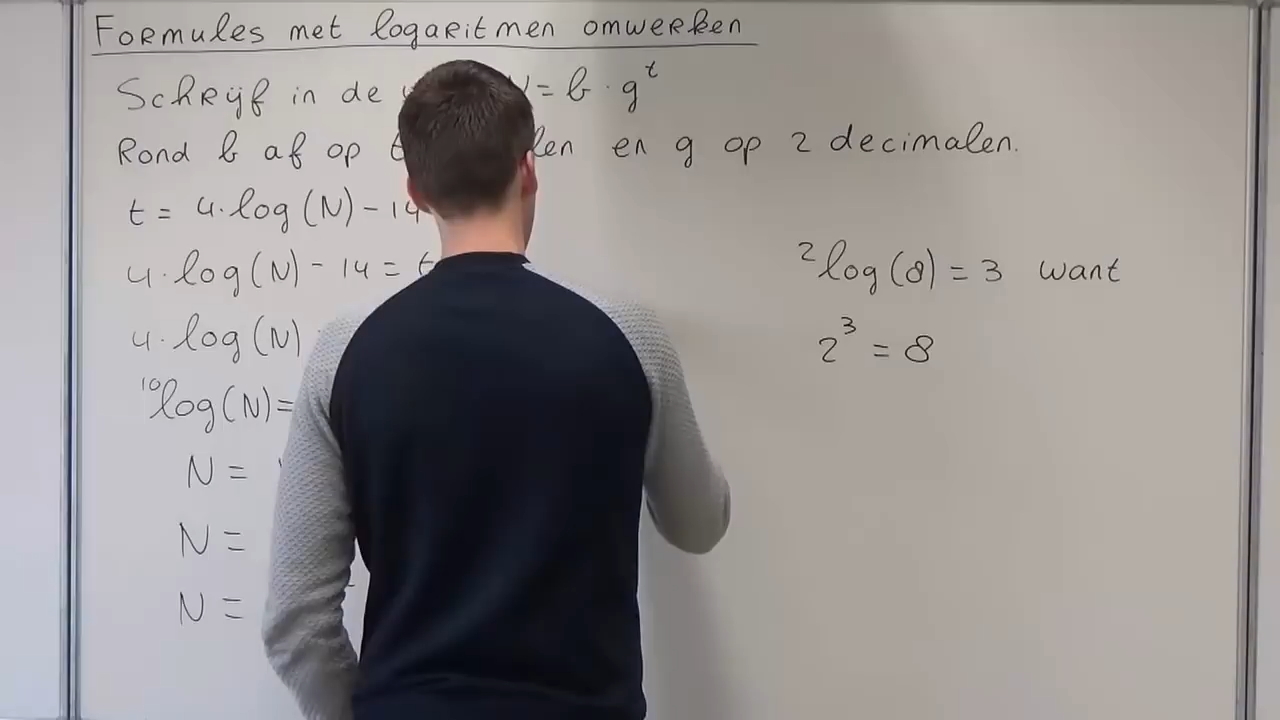 Formules met logaritmen omwerken
Schrijf in de = b · g^t
Rond b af op en g op 2 decimalen.
t = 4·log(N) - 14
4·log(N) - 14 = t
4·log(N)
¹⁰log(N) =
N =
N =
N =
²log(8) = 3 want
2³ = 8